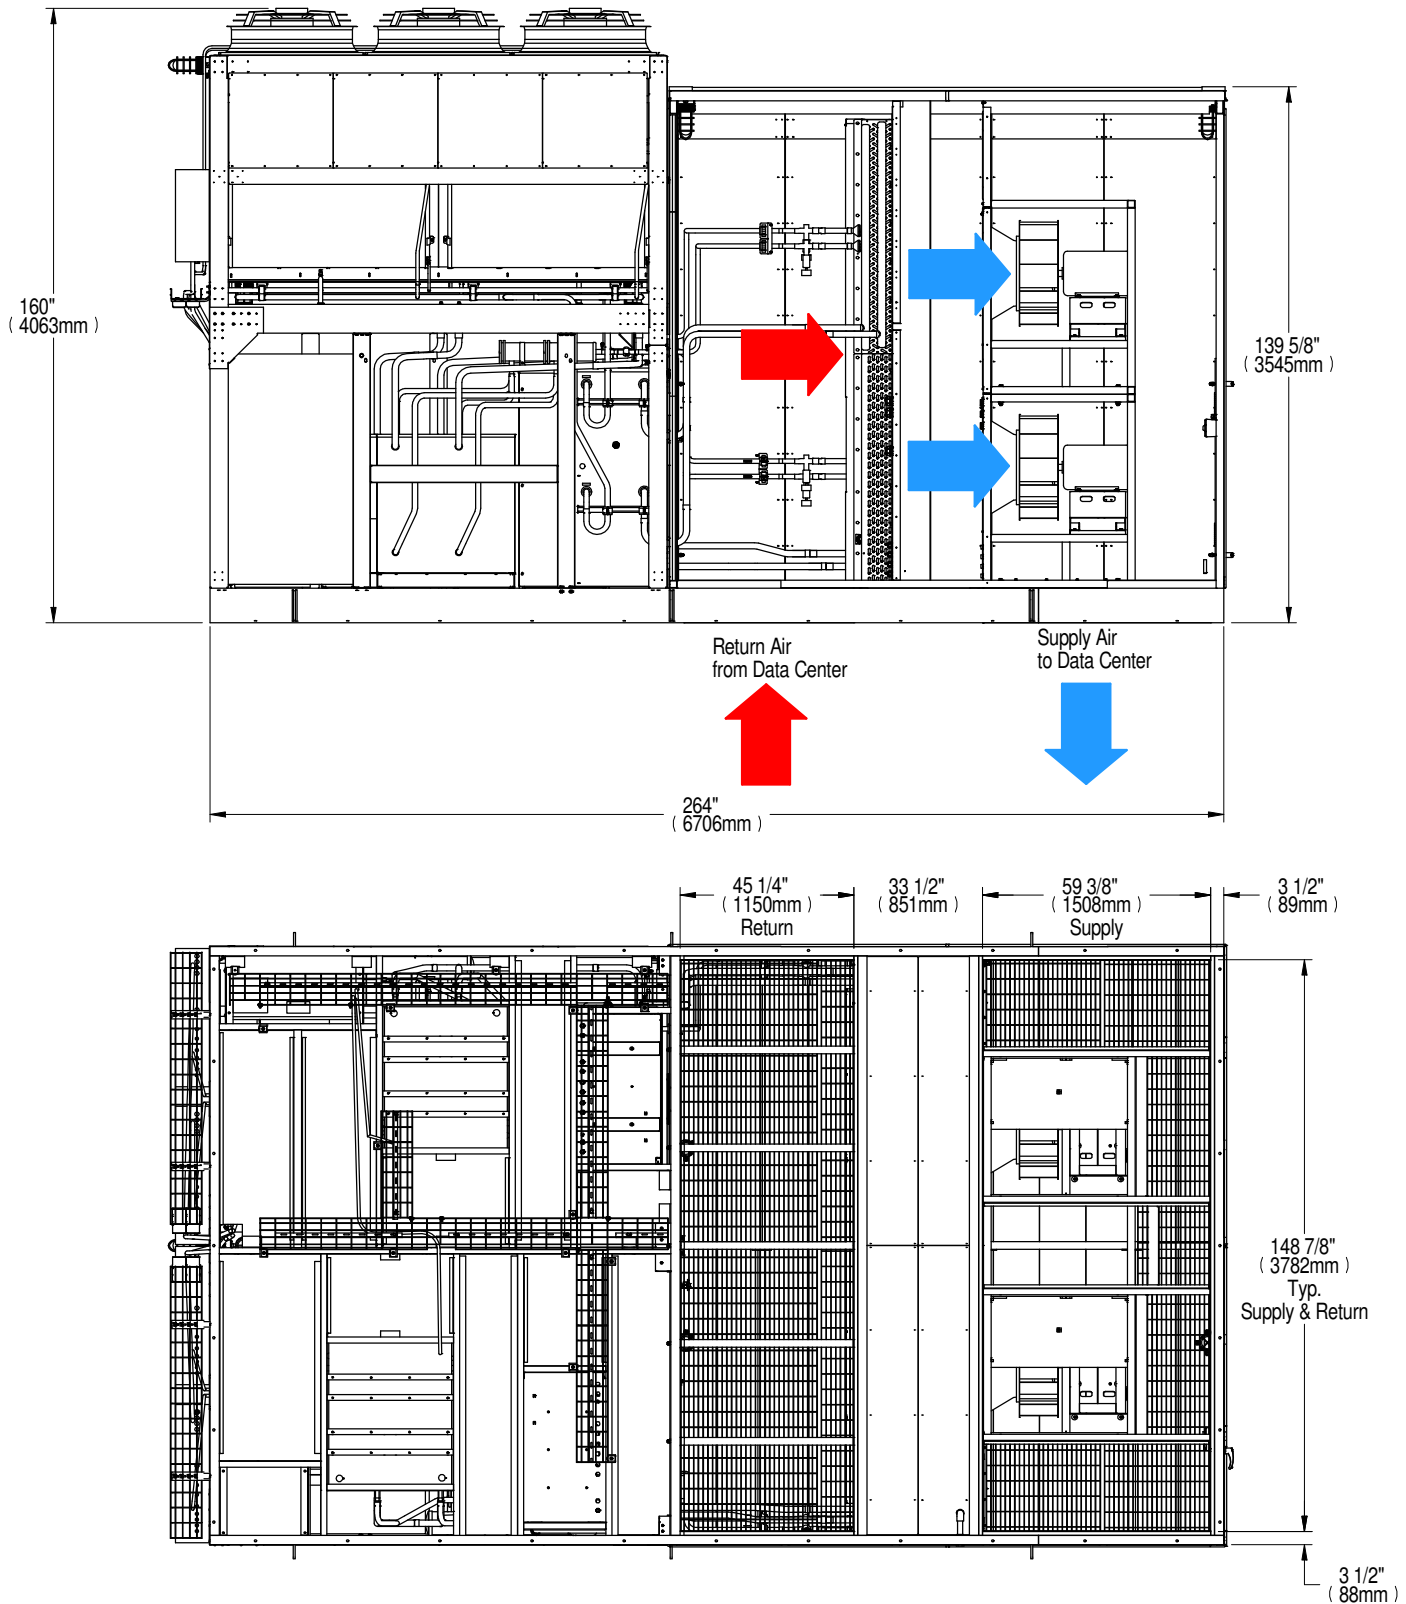 160"
( 4063mm )
139 5/8"
( 3545mm )
Return Air
from Data Center
Supply Air
to Data Center
264"
( 6706mm )
45 1/4"
( 1150mm )
Return
33 1/2"
( 851mm )
59 3/8"
( 1508mm )
Supply
3 1/2"
( 89mm )
148 7/8"
( 3782mm )
Typ.
Supply & Return
3 1/2"
( 88mm )